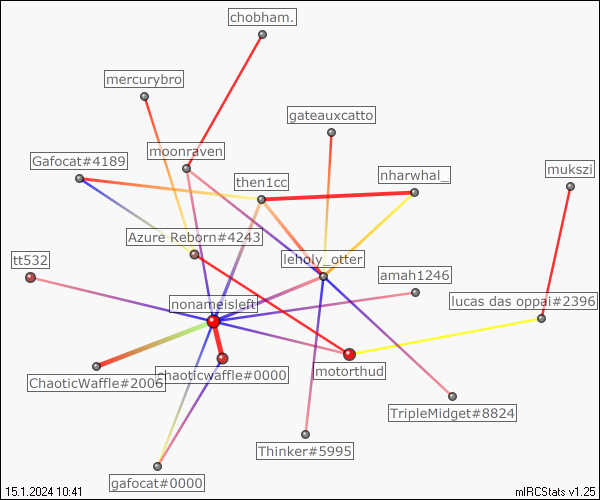 chobham.
mercurybro
gateauxcatto
moonraven
Gafocat#4189
mukszi
nharwhal_
then1cc
Azure Reborn#4243
tt532
leholy_otter
amah1246
nonameisleft
lucas das oppai#2396
motorthud
chaoticwaffle#0000
ChaoticWaffle#2006
TripleMidget#8824
Thinker#5995
gafocat#0000
15.1.2024 10:41
mIRCStats v1.25